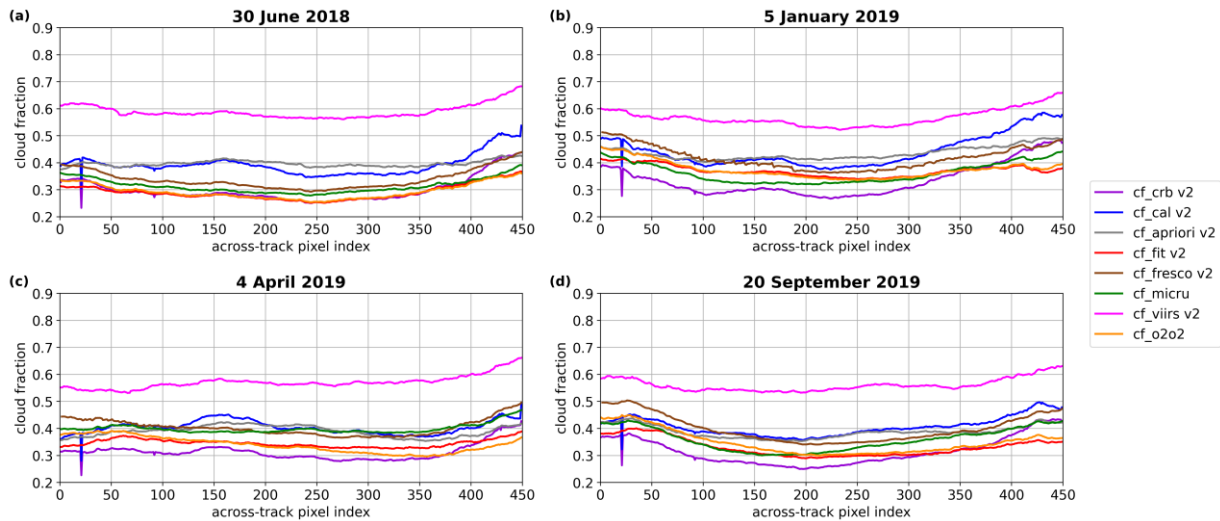 (a) 30 June 2018
0.9
0.8
0.7
0.6
0.5
0.4
0.3
0.2
cloud fraction
0 50 100 150 200 250 300 350 400 450
across-track pixel index
(b) 5 January 2019
0.9
0.8
0.7
0.6
0.5
0.4
0.3
0.2
cloud fraction
0 50 100 150 200 250 300 350 400 450
across-track pixel index
(c) 4 April 2019
0.9
0.8
0.7
0.6
0.5
0.4
0.3
0.2
cloud fraction
0 50 100 150 200 250 300 350 400 450
across-track pixel index
(d) 20 September 2019
0.9
0.8
0.7
0.6
0.5
0.4
0.3
0.2
cloud fraction
0 50 100 150 200 250 300 350 400 450
across-track pixel index
cf_crb v2
cf_cal v2
cf_apriori v2
cf_fit v2
cf_fresco v2
cf_micru
cf_viirs v2
cf_o2o2